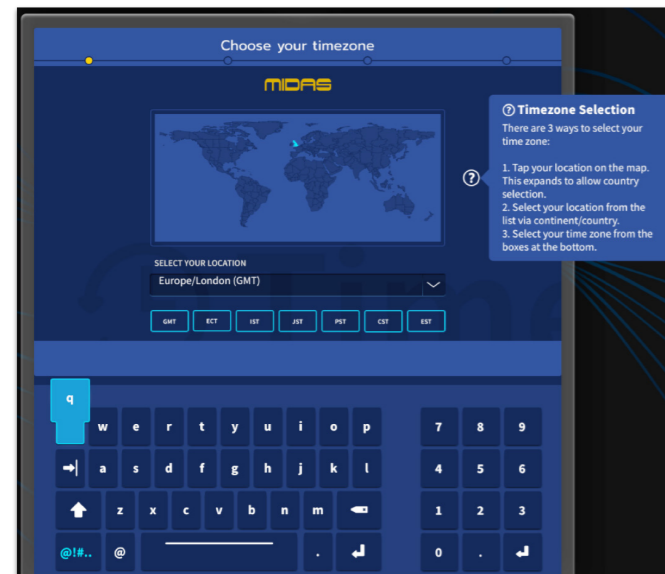 Choose your timezone
MIDAS
Timezone Selection
There are 3 ways to select your
time zone:
1. Tap your location on the map.
This expands to allow country
selection.
2. Select your location from the
list via continent/country.
3. Select your time zone from the
boxes at the bottom.
SELECT YOUR LOCATION
Europe/London (GMT)
GMT ECT IST JST PST CST EST
q
w e r t y u i o p 7 8 9
a s d f g h j k l 4 5 6
z x c v b n m 1 2 3
@!#.. @ . 0 .